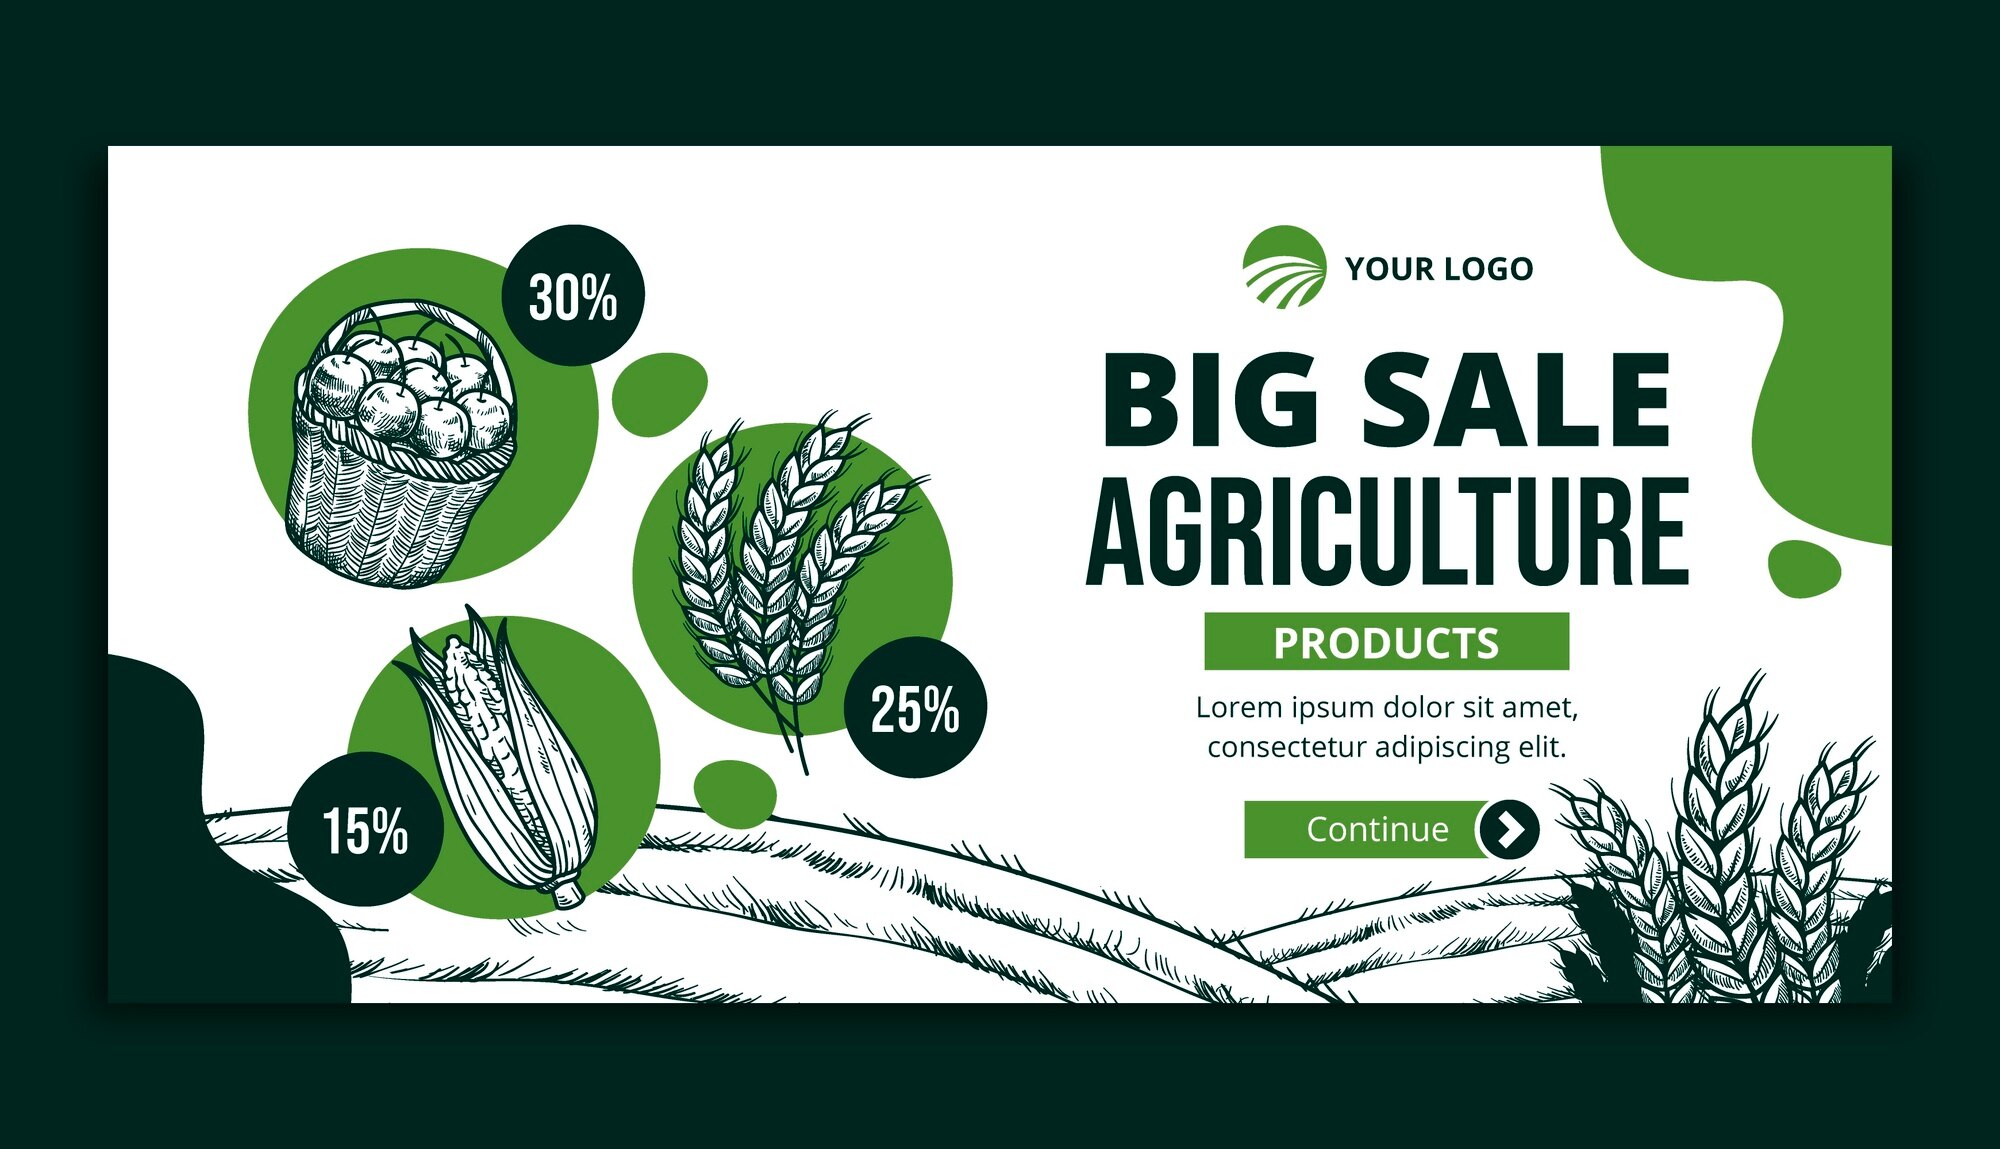 30%
25%
15%
YOUR LOGO
BIG SALE
AGRICULTURE
PRODUCTS
Lorem ipsum dolor sit amet,
consectetur adipiscing elit.
Continue